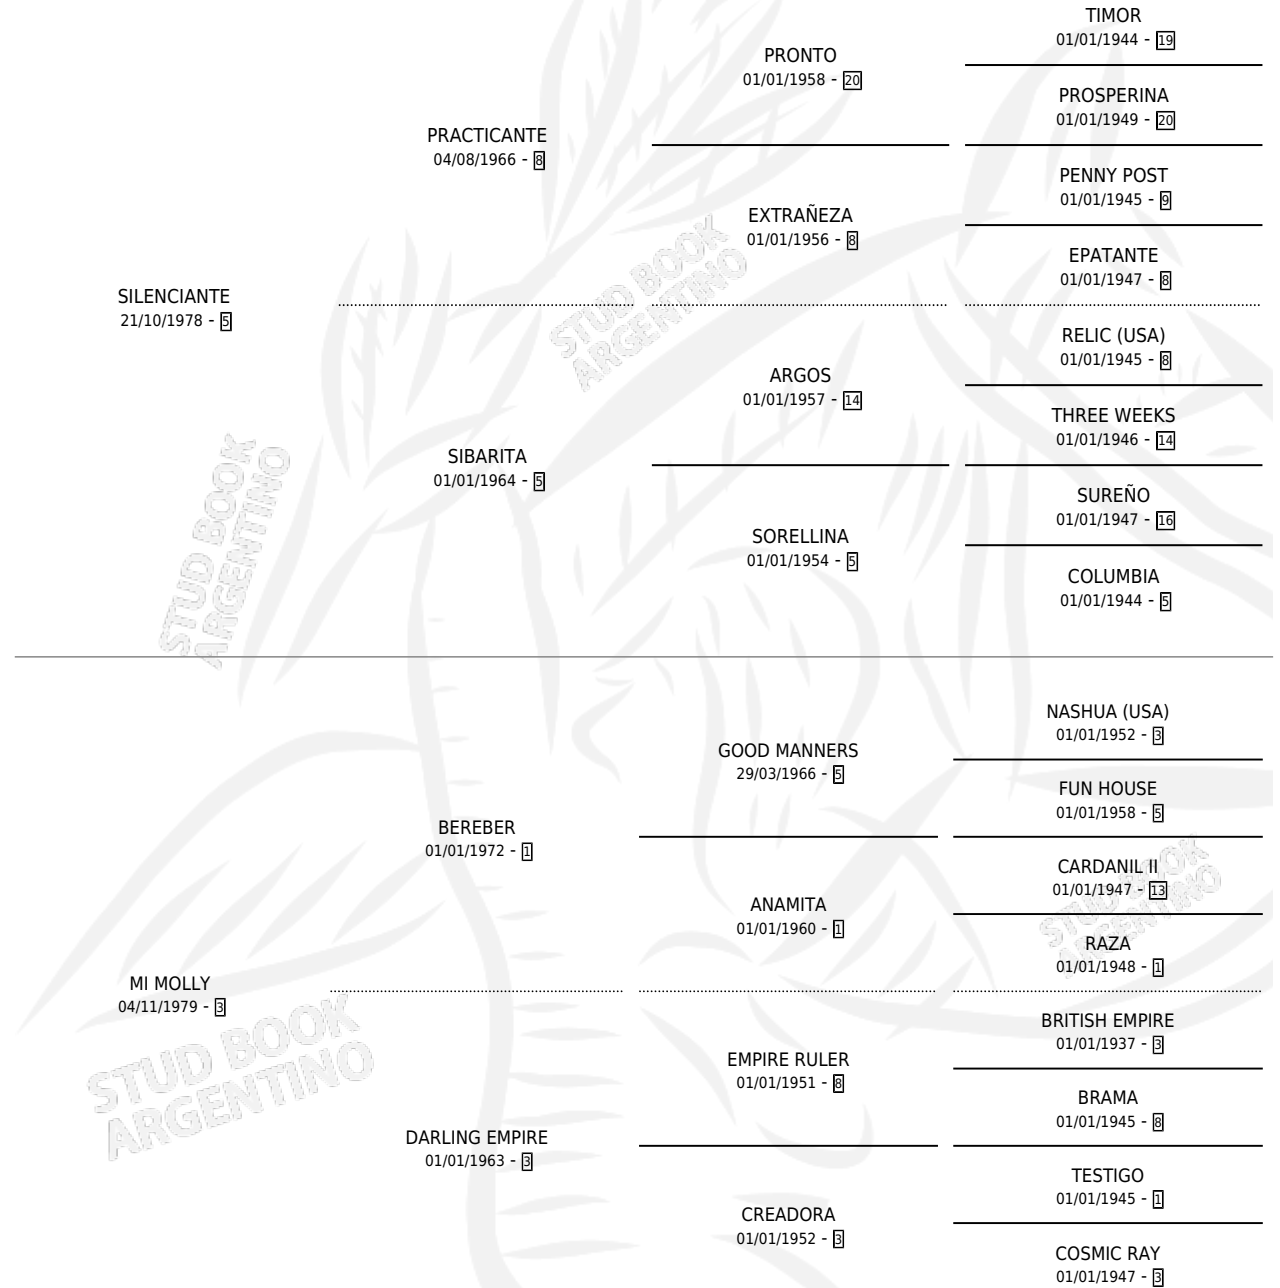 TIMOR
01/01/1944 - 19
PRONTO
01/01/1958 - 20
PROSPERINA
01/01/1949 - 20
PRACTICANTE
04/08/1966 - 8
PENNY POST
01/01/1945 - 9
EXTRAÑEZA
01/01/1956 - 8
EPATANTE
01/01/1947 - 8
SILENCIANTE
21/10/1978 - 5
RELIC (USA)
01/01/1945 - 8
ARGOS
01/01/1957 - 14
THREE WEEKS
01/01/1946 - 14
SIBARITA
01/01/1964 - 5
SUREÑO
01/01/1947 - 16
SORELLINA
01/01/1954 - 5
COLUMBIA
01/01/1944 - 5
STUD BOOK
ARGENTINO
STUD BOOK
ARGENTINO
NASHUA (USA)
01/01/1952 - 3
GOOD MANNERS
29/03/1966 - 5
FUN HOUSE
01/01/1958 - 5
BEREBER
01/01/1972 - 1
CARDANIL II
01/01/1947 - 13
ANAMITA
01/01/1960 - 1
RAZA
01/01/1948 - 1
MI MOLLY
04/11/1979 - 3
BRITISH EMPIRE
01/01/1937 - 3
EMPIRE RULER
01/01/1951 - 8
BRAMA
01/01/1945 - 8
DARLING EMPIRE
01/01/1963 - 3
TESTIGO
01/01/1945 - 1
CREADORA
01/01/1952 - 3
COSMIC RAY
01/01/1947 - 3
STUD BOOK
ARGENTINO
STUD BOOK
ARGENTINO